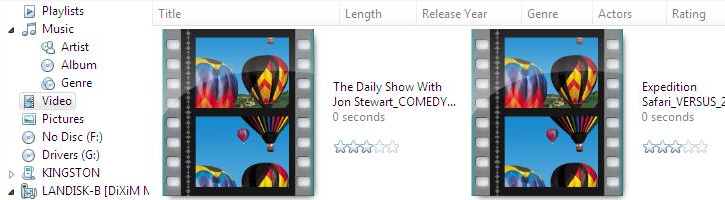 Playlists
Music
Artist
Album
Genre
Video
Pictures
No Disc (F:)
Drivers (G:)
KINGSTON
LANDISK-B [DiXiM M
Title Length Release Year Genre Actors Rating
The Daily Show With
Jon Stewart_COMEDY...
0 seconds
Expedition
Safari_VERSUS_Z
0 seconds